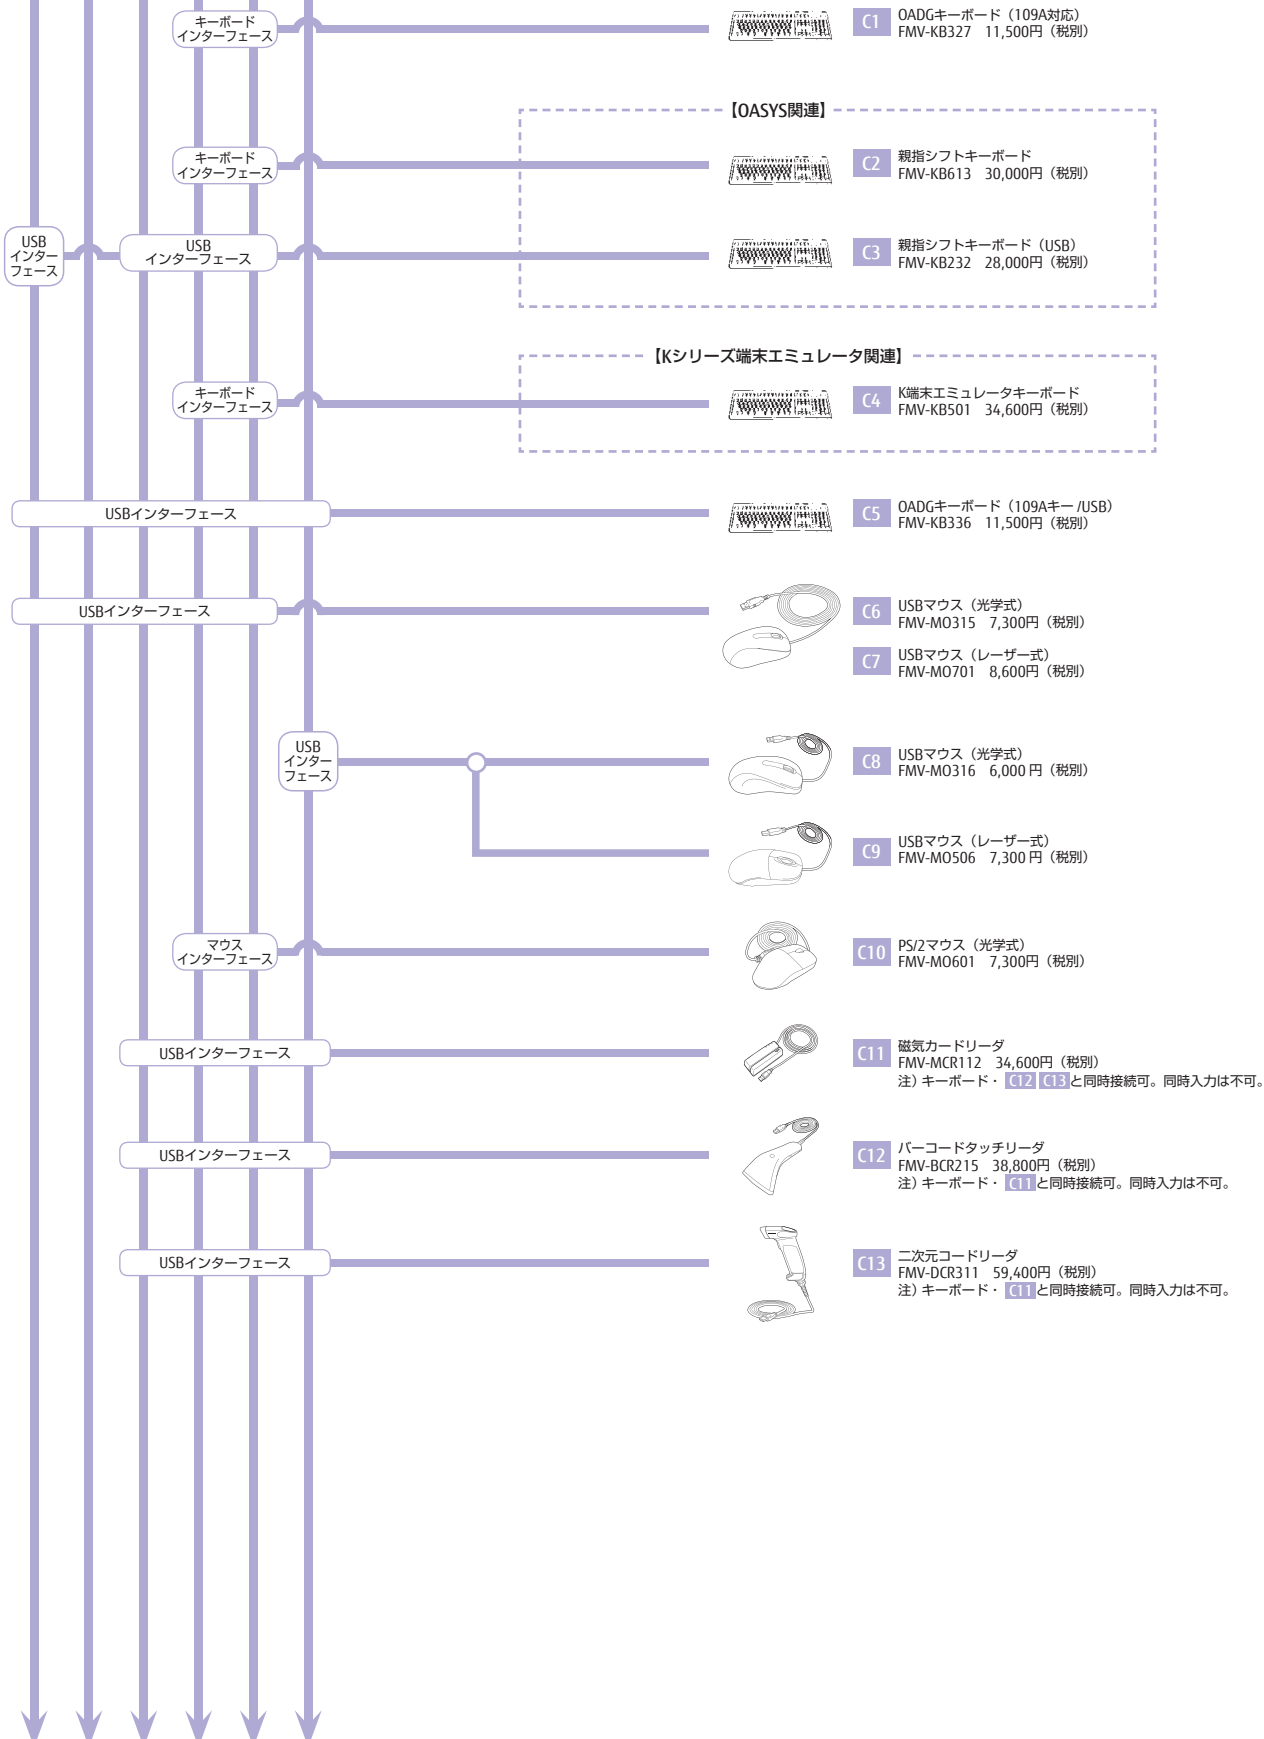 キーボード
インターフェース
C1
OADGキーボード（109A対応）
FMV-KB327 11,500円（税別）
【OASYS関連】
キーボード
インターフェース
C2
親指シフトキーボード
FMV-KB613 30,000円（税別）
USB
インター
フェース
USB
インターフェース
C3
親指シフトキーボード（USB）
FMV-KB232 28,000円（税別）
【Kシリーズ端末エミュレータ関連】
キーボード
インターフェース
C4
K端末エミュレータキーボード
FMV-KB501 34,600円（税別）
USBインターフェース
C5
OADGキーボード（109Aキー/USB）
FMV-KB336 11,500円（税別）
USBインターフェース
C6
USBマウス（光学式）
FMV-MO315 7,300円（税別）
C7
USBマウス（レーザー式）
FMV-MO701 8,600円（税別）
USB
インター
フェース
C8
USBマウス（光学式）
FMV-MO316 6,000円（税別）
C9
USBマウス（レーザー式）
FMV-MO506 7,300円（税別）
マウス
インターフェース
C10
PS/2マウス（光学式）
FMV-MO601 7,300円（税別）
USBインターフェース
C11
磁気カードリーダ
FMV-MCR112 34,600円（税別）
注）キーボード・ C12 C13 と同時接続可。同時入力は不可。
USBインターフェース
C12
バーコードタッチリーダ
FMV-BCR215 38,800円（税別）
注）キーボード・ C11 と同時接続可。同時入力は不可。
USBインターフェース
C13
二次元コードリーダ
FMV-DCR311 59,400円（税別）
注）キーボード・ C11 と同時接続可。同時入力は不可。